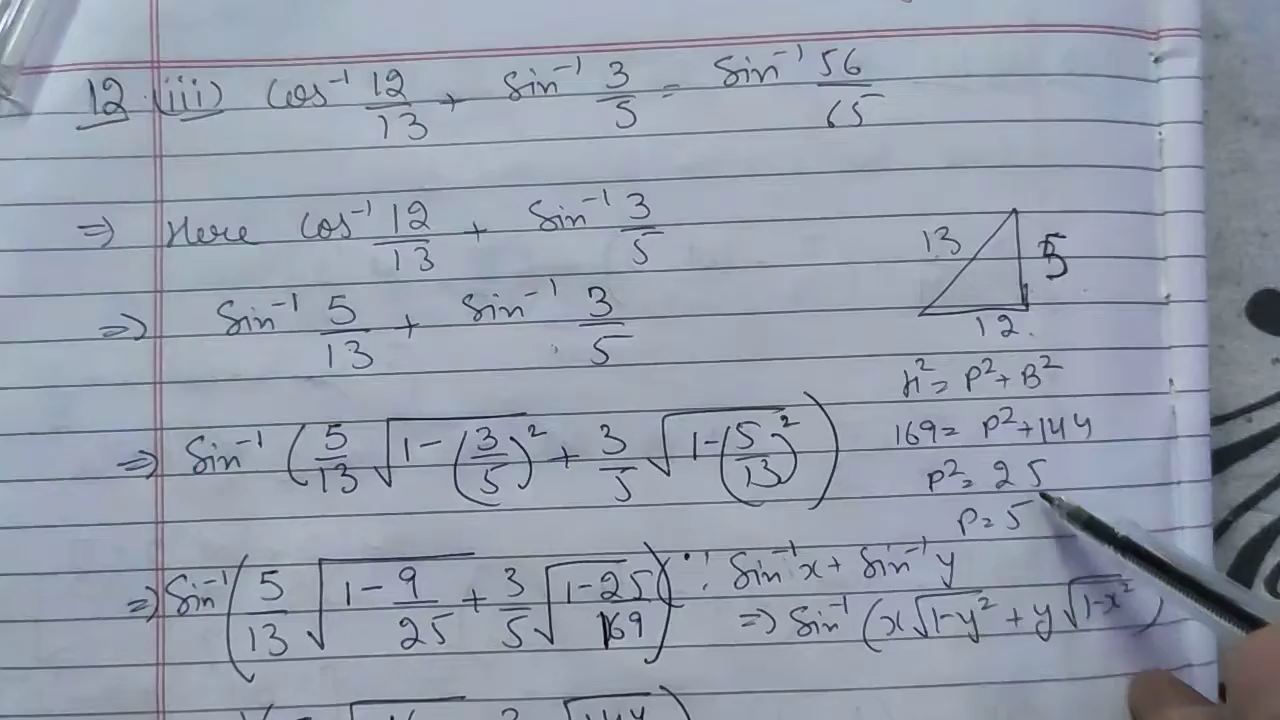 12 (iii) Cos⁻¹ 12/13 + Sin⁻¹ 3/5 = Sin⁻¹ 56/65
⇒ Here Cos⁻¹ 12/13 + Sin⁻¹ 3/5
⇒ Sin⁻¹ 5/13 + Sin⁻¹ 3/5
13 5
12.
H² = P² + B²
⇒ Sin⁻¹ (5/13 √(1-(3/5)²) + 3/5 √(1-(5/13)²))
169 = P² + 144
P² = 25
P = 5
⇒ Sin⁻¹ (5/13 √(1-9/25) + 3/5 √(1-25/169))
∵ Sin⁻¹x + Sin⁻¹y
⇒ Sin⁻¹ (x√(1-y²) + y√(1-x²))